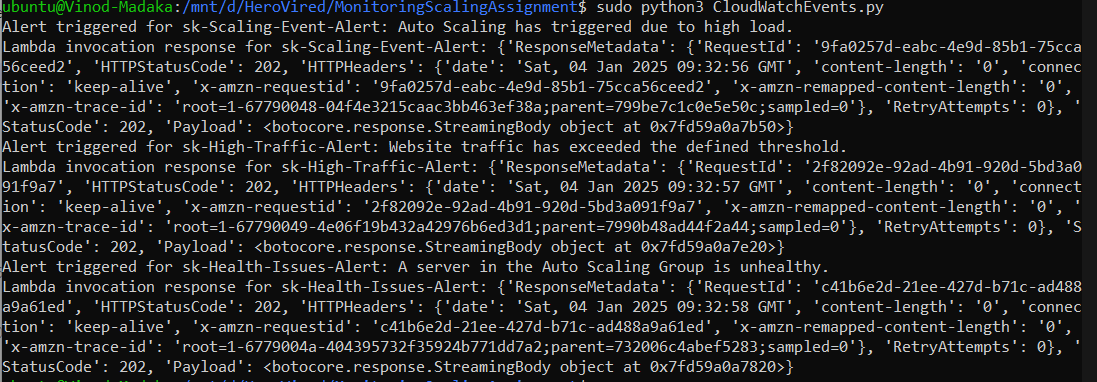 ubuntu@Vinod-Madaka:/mnt/d/HeroVired/MonitoringScalingAssignment$ sudo python3 CloudWatchEvents.py
Alert triggered for sk-Scaling-Event-Alert: Auto Scaling has triggered due to high load.
Lambda invocation response for sk-Scaling-Event-Alert: {'ResponseMetadata': {'RequestId': '9fa0257d-eabc-4e9d-85b1-75cca
56ceed2', 'HTTPStatusCode': 202, 'HTTPHeaders': {'date': 'Sat, 04 Jan 2025 09:32:56 GMT', 'content-length': '0', 'connec
tion': 'keep-alive', 'x-amzn-requestid': '9fa0257d-eabc-4e9d-85b1-75cca56ceed2', 'x-amzn-remapped-content-length': '0',
'x-amzn-trace-id': 'root=1-67790048-04f4e3215caac3bb463ef38a;parent=799be7c1c0e5e50c;sampled=0'}, 'RetryAttempts': 0}, '
StatusCode': 202, 'Payload': <botocore.response.StreamingBody object at 0x7fd59a0a7b50>}
Alert triggered for sk-High-Traffic-Alert: Website traffic has exceeded the defined threshold.
Lambda invocation response for sk-High-Traffic-Alert: {'ResponseMetadata': {'RequestId': '2f82092e-92ad-4b91-920d-5bd3a0
91f9a7', 'HTTPStatusCode': 202, 'HTTPHeaders': {'date': 'Sat, 04 Jan 2025 09:32:57 GMT', 'content-length': '0', 'connect
ion': 'keep-alive', 'x-amzn-requestid': '2f82092e-92ad-4b91-920d-5bd3a091f9a7', 'x-amzn-remapped-content-length': '0', '
x-amzn-trace-id': 'root=1-67790049-4e06f19b432a42976b6ed3d1;parent=7990b48ad44f2a44;sampled=0'}, 'RetryAttempts': 0}, 'S
tatusCode': 202, 'Payload': <botocore.response.StreamingBody object at 0x7fd59a0a7e20>}
Alert triggered for sk-Health-Issues-Alert: A server in the Auto Scaling Group is unhealthy.
Lambda invocation response for sk-Health-Issues-Alert: {'ResponseMetadata': {'RequestId': 'c41b6e2d-21ee-427d-b71c-ad488
a9a61ed', 'HTTPStatusCode': 202, 'HTTPHeaders': {'date': 'Sat, 04 Jan 2025 09:32:58 GMT', 'content-length': '0', 'connec
tion': 'keep-alive', 'x-amzn-requestid': 'c41b6e2d-21ee-427d-b71c-ad488a9a61ed', 'x-amzn-remapped-content-length': '0',
'x-amzn-trace-id': 'root=1-6779004a-404395732f35924b771dd7a2;parent=732006c4abef5283;sampled=0'}, 'RetryAttempts': 0}, '
StatusCode': 202, 'Payload': <botocore.response.StreamingBody object at 0x7fd59a0a7820>}